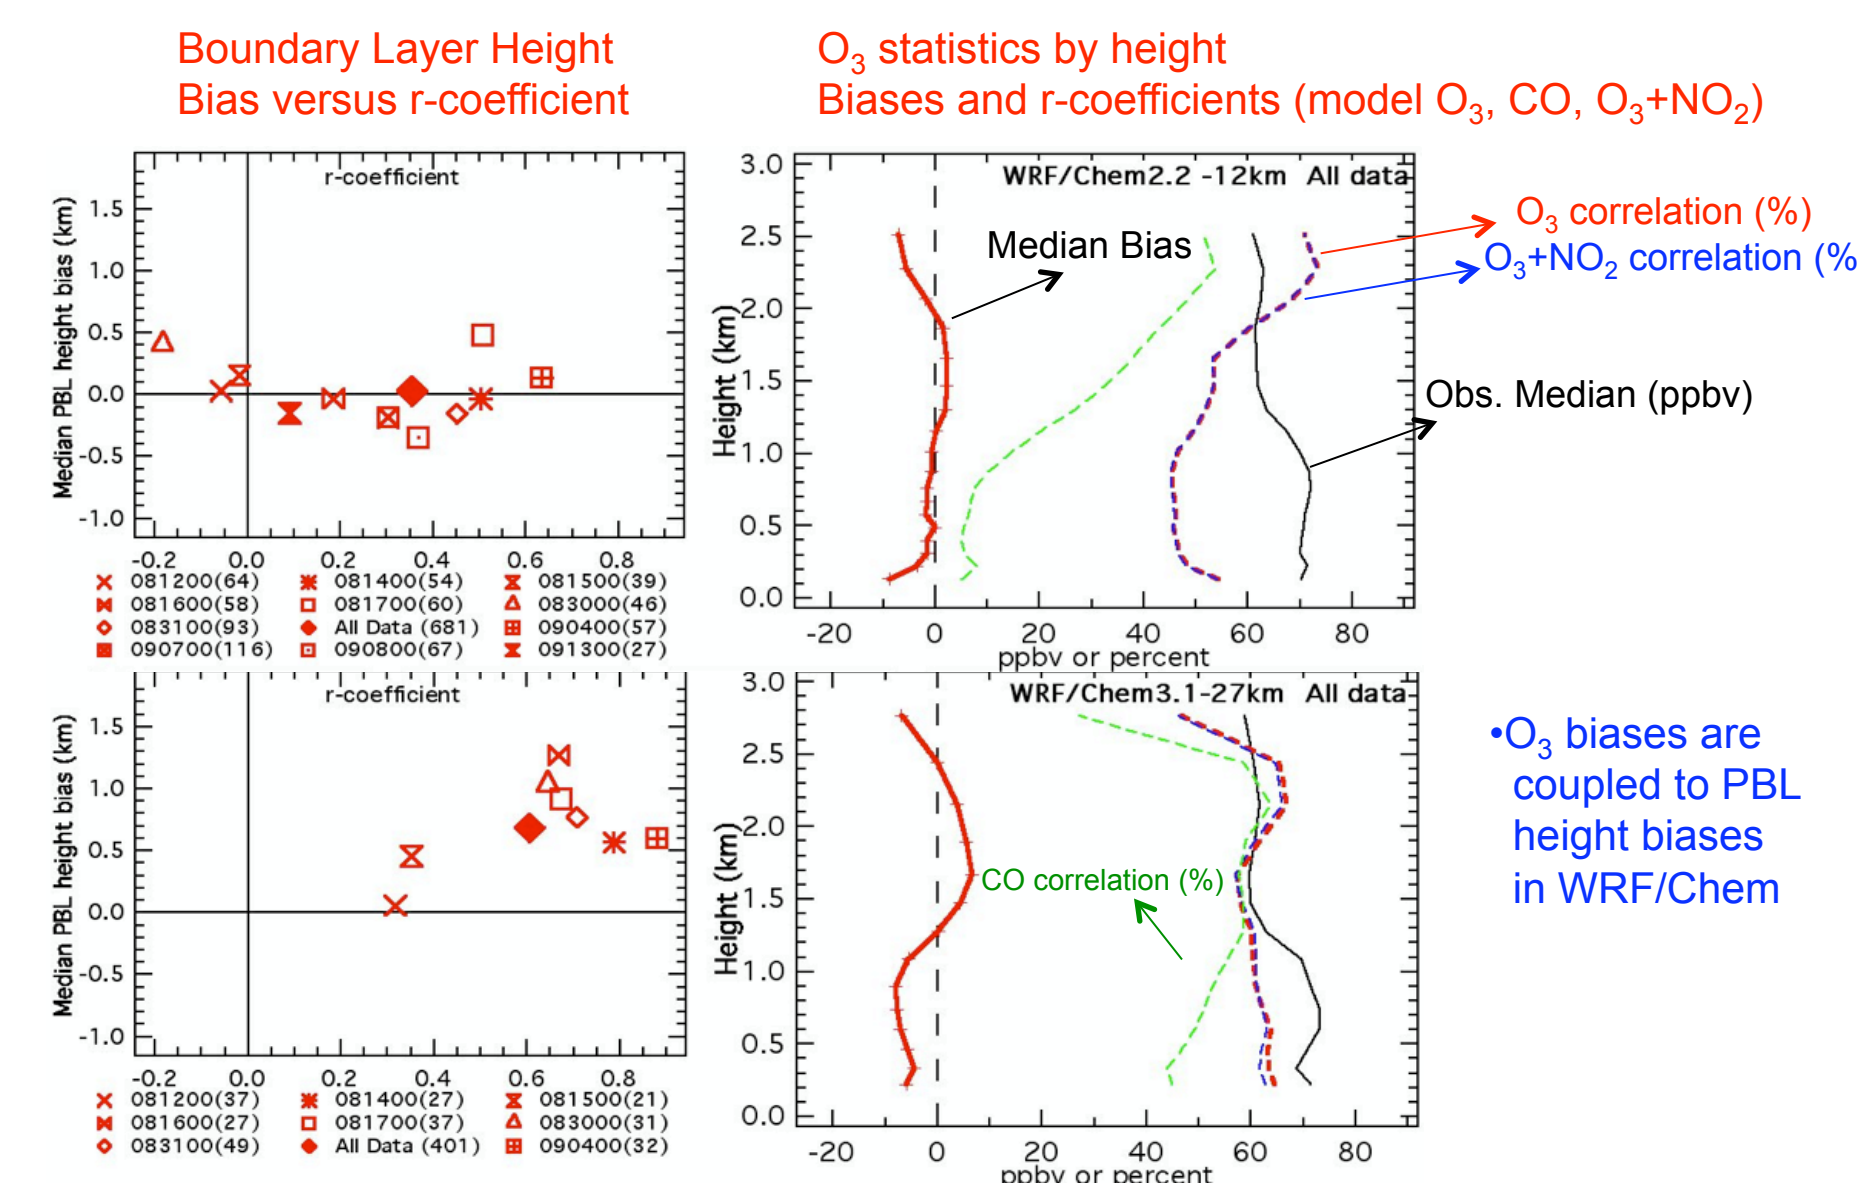 Boundary Layer Height
Bias versus r-coefficient
O3 statistics by height
Biases and r-coefficients (model O3, CO, O3+NO2)
r-coefficient
Median PBL height bias (km)
1.5
1.0
0.5
0.0
-0.5
-1.0
-0.2 0.0 0.2 0.4 0.6 0.8
081200(64) 081400(54) 081500(39)
081600(58) 081700(60) 083000(46)
083100(93) All Data (681) 090400(57)
090700(116) 090800(67) 091300(27)
WRF/Chem2.2 -12km All data
Height (km)
3.0
2.5
2.0
1.5
1.0
0.5
0.0
-20 0 20 40 60 80
ppbv or percent
Median Bias
O3 correlation (%)
O3+NO2 correlation (%
Obs. Median (ppbv)
r-coefficient
Median PBL height bias (km)
1.5
1.0
0.5
0.0
-0.5
-1.0
-0.2 0.0 0.2 0.4 0.6 0.8
081200(37) 081400(27) 081500(21)
081600(27) 081700(37) 083000(31)
083100(49) All Data (401) 090400(32)
WRF/Chem3.1-27km All data
Height (km)
3.0
2.5
2.0
1.5
1.0
0.5
0.0
-20 0 20 40 60 80
ppbv or percent
CO correlation (%)
•O3 biases are
coupled to PBL
height biases
in WRF/Chem